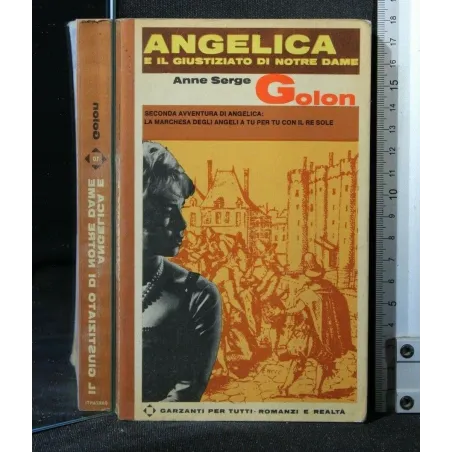 ANGELICA
E IL GIUSTIZIATO DI NOTRE DAME
Anne Serge Golon
SECONDA AVVENTURA DI ANGELICA:
LA MARCHESA DEGLI ANGELI A TU PER TU CON IL RE SOLE
GARZANTI PER TUTTI - ROMANZI E REALTÀ
Golon
ANGELICA E
IL GIUSTIZIATO DI NOTRE DAME